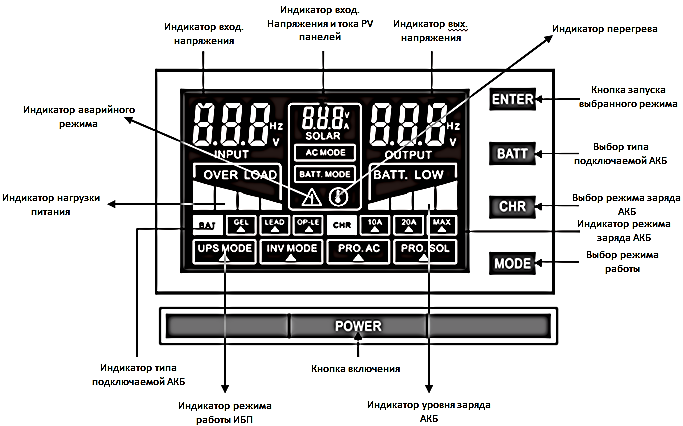 Индикатор вход.
напряжения
Индикатор вход.
Напряжения и тока PV
панелей
Индикатор вых.
напряжения
Индикатор перегрева
Индикатор аварийного
режима
Кнопка запуска
выбранного режима
Выбор типа
подключаемой АКБ
Индикатор нагрузки
питания
Выбор режима заряда
АКБ
Индикатор режима
заряда АКБ
Выбор режима
работы
8.8.8 Hz V
INPUT
8.8.8 V A
SOLAR
AC MODE
BATT. MODE
8.8.8 Hz V
OUTPUT
OVER LOAD
BATT. LOW
BAT GEL LEAD OP-LE CHR 10A 20A MAX
UPS MODE INV MODE PRO. AC PRO. SOL
ENTER
BATT
CHR
MODE
POWER
Индикатор типа
подключаемой АКБ
Кнопка включения
Индикатор режима
работы ИБП
Индикатор уровня заряда
АКБ